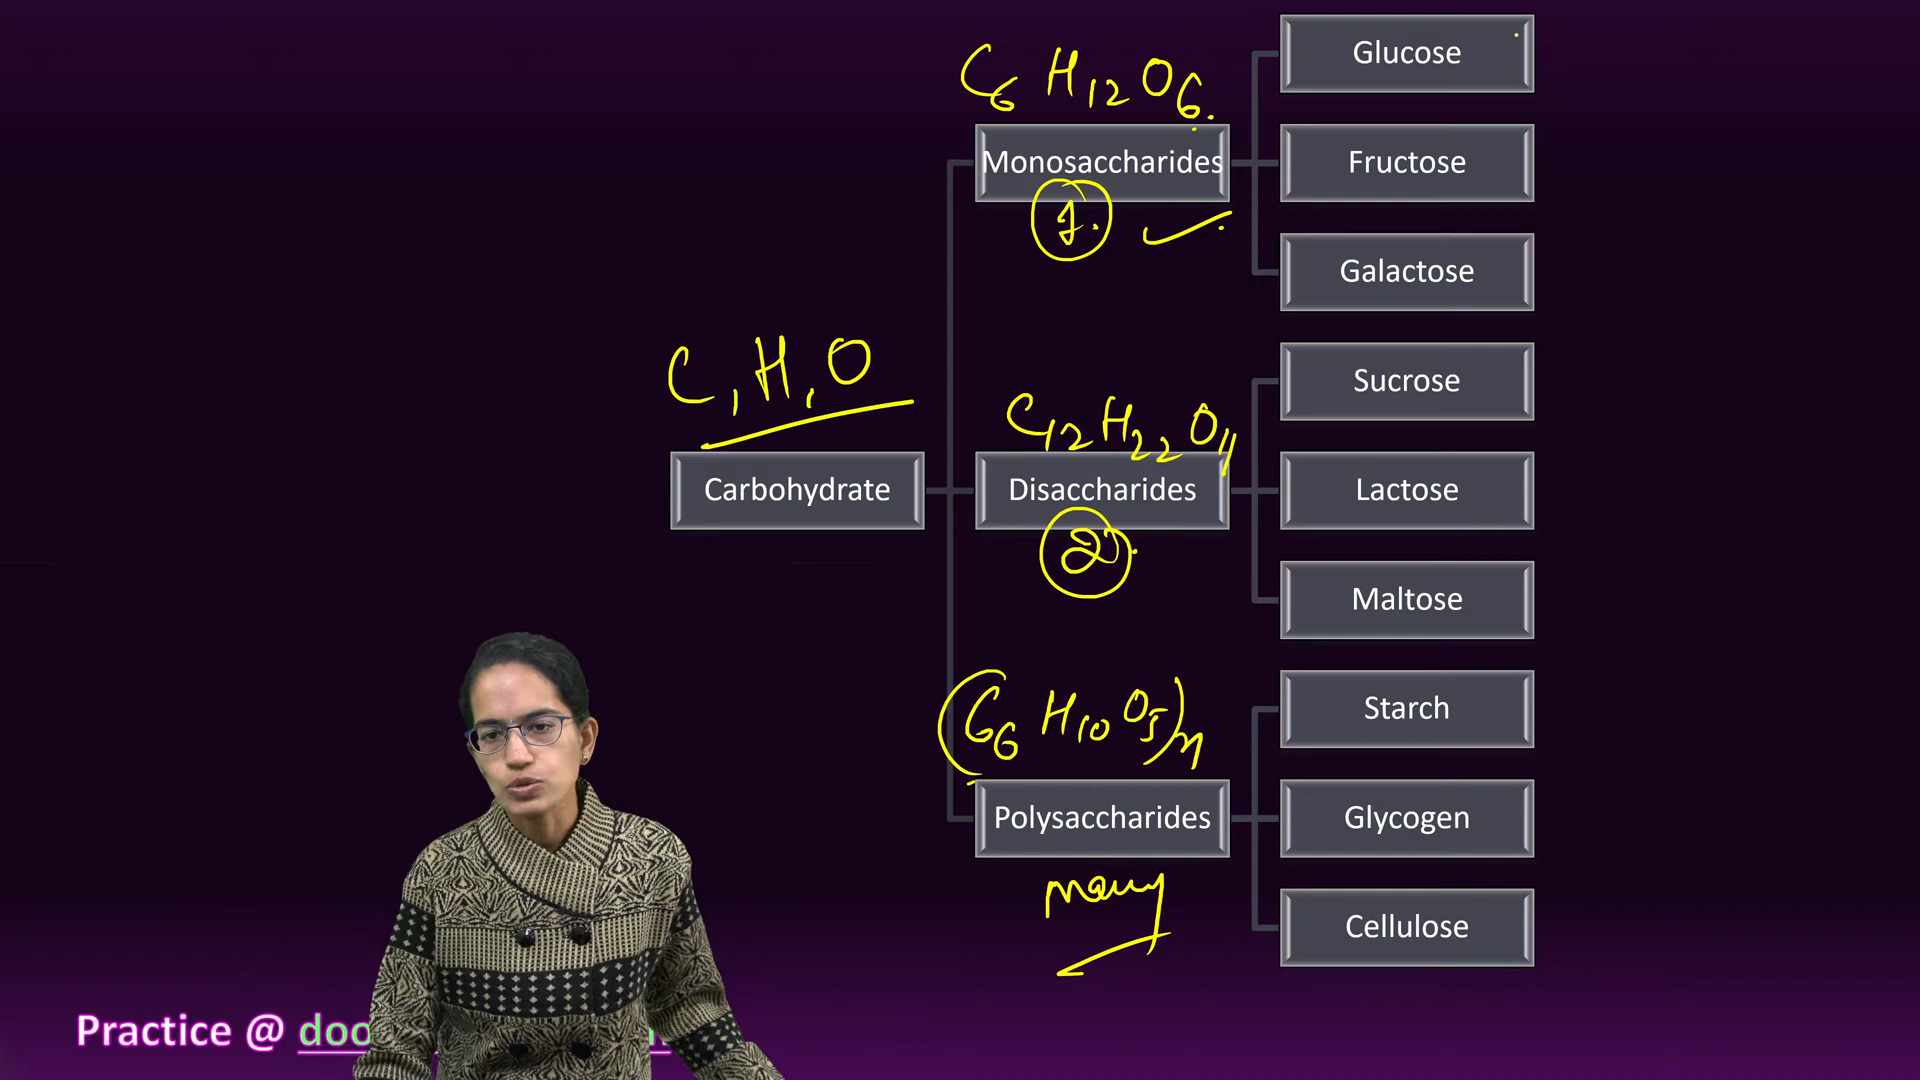 C6 H12 O6.
Glucose
Monosaccharides
Fructose
1.
Galactose
C, H, O
Sucrose
C12 H22 O11
Carbohydrate
Disaccharides
Lactose
2
Maltose
(C6 H10 O5)n
Starch
Polysaccharides
Glycogen
many
Cellulose
Practice @